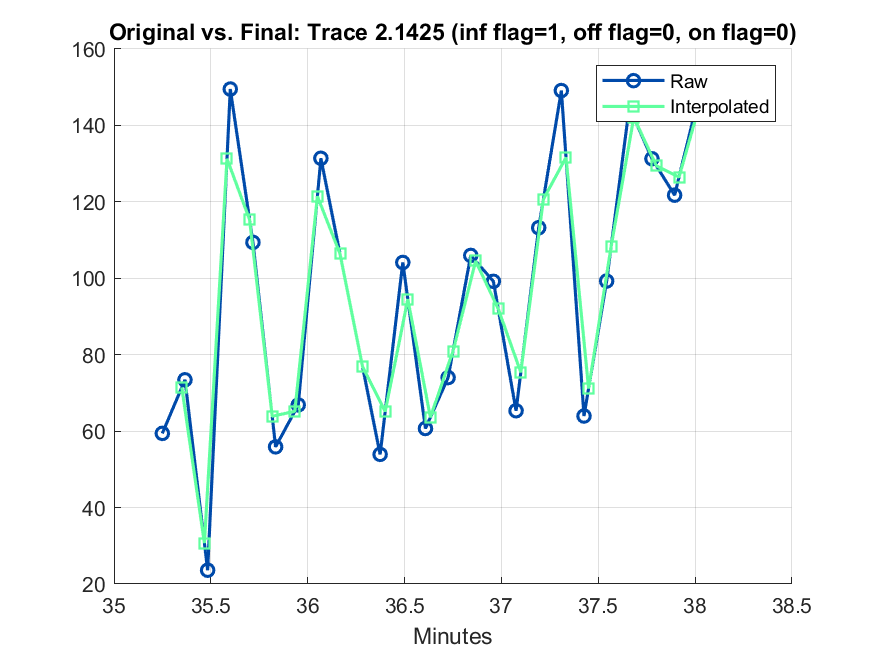 Original vs. Final: Trace 2.1425 (inf flag=1, off flag=0, on flag=0)
160
140
120
100
80
60
40
20
Raw
Interpolated
35 35.5 36 36.5 37 37.5 38 38.5
Minutes